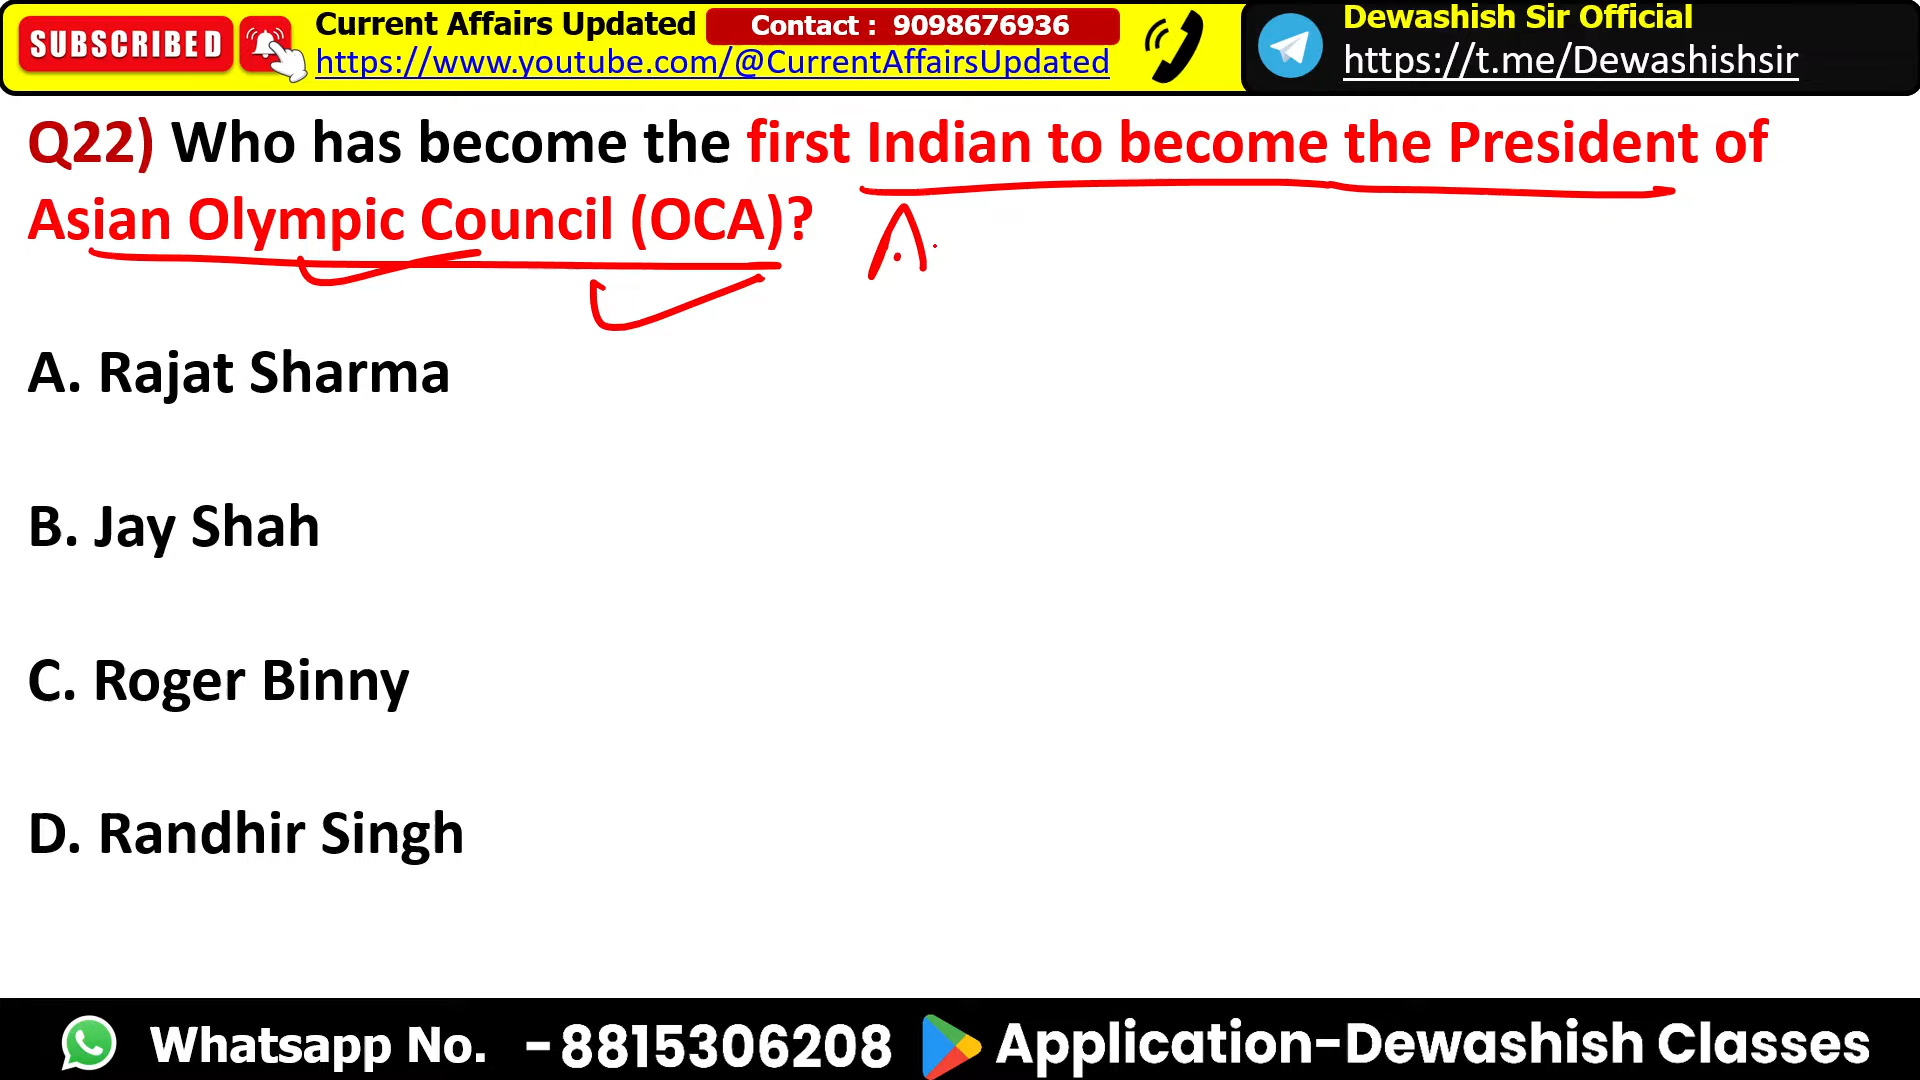 SUBSCRIBED
Current Affairs Updated
Contact : 9098676936
https://www.youtube.com/@CurrentAffairsUpdated
Dewashish Sir Official
https://t.me/Dewashishsir
Q22) Who has become the first Indian to become the President of
Asian Olympic Council (OCA)?
A
A. Rajat Sharma
B. Jay Shah
C. Roger Binny
D. Randhir Singh
Whatsapp No. -8815306208
Application-Dewashish Classes